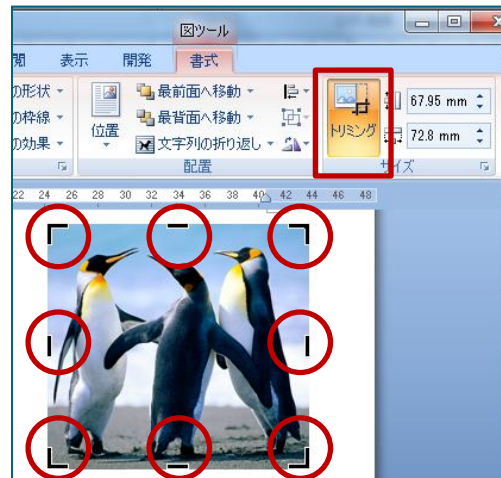 図ツール
閲 表示 開発 書式
の形状 最前面へ移動
の枠線 最背面へ移動
の効果 位置 文字列の折り返し
配置
トリミング
67.95 mm
72.8 mm
サイズ
22 24 26 28 30 32 34 36 38 40 42 44 46 48